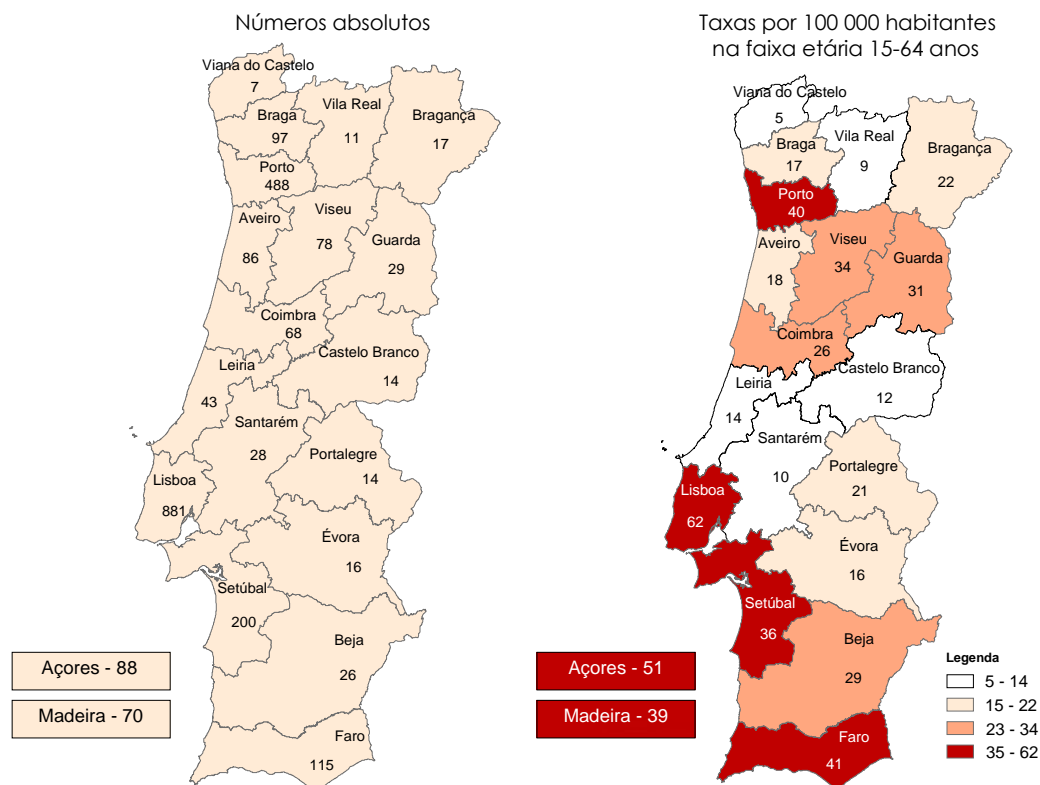 Números absolutos
Viana do Castelo
7
Braga
97
Vila Real
11
Bragança
17
Porto
488
Aveiro
86
Viseu
78
Guarda
29
Coimbra
68
Castelo Branco
14
Leiria
43
Santarém
28
Portalegre
14
Lisboa
881
Évora
16
Setúbal
200
Beja
26
Faro
115
Açores - 88
Madeira - 70
Taxas por 100 000 habitantes
na faixa etária 15-64 anos
Viana do Castelo
5
Braga
17
Vila Real
9
Bragança
22
Porto
40
Aveiro
18
Viseu
34
Guarda
31
Coimbra
26
Castelo Branco
12
Leiria
14
Santarém
10
Portalegre
21
Lisboa
62
Évora
16
Setúbal
36
Beja
29
Faro
41
Açores - 51
Madeira - 39
Legenda
5 - 14
15 - 22
23 - 34
35 - 62